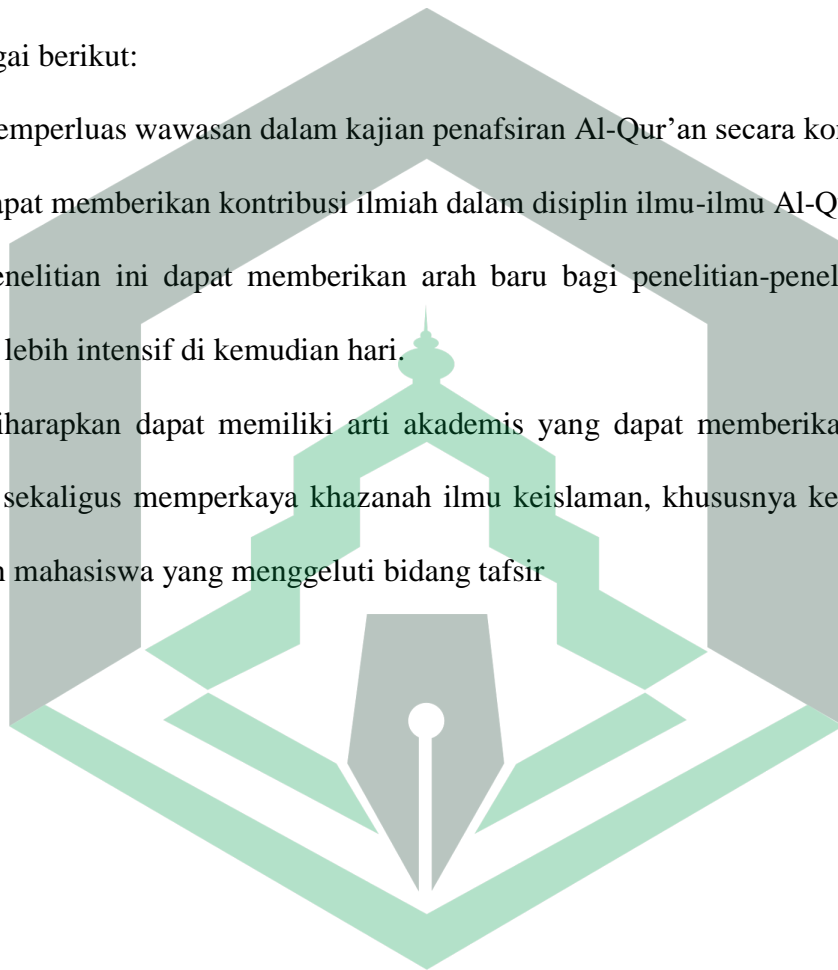 gai berikut:
emperluas wawasan dalam kajian penafsiran Al-Qur’an secara kon
apat memberikan kontribusi ilmiah dalam disiplin ilmu-ilmu Al-Q
enelitian ini dapat memberikan arah baru bagi penelitian-penel
lebih intensif di kemudian hari.
iharapkan dapat memiliki arti akademis yang dapat memberika
sekaligus memperkaya khazanah ilmu keislaman, khususnya ke
n mahasiswa yang menggeluti bidang tafsir